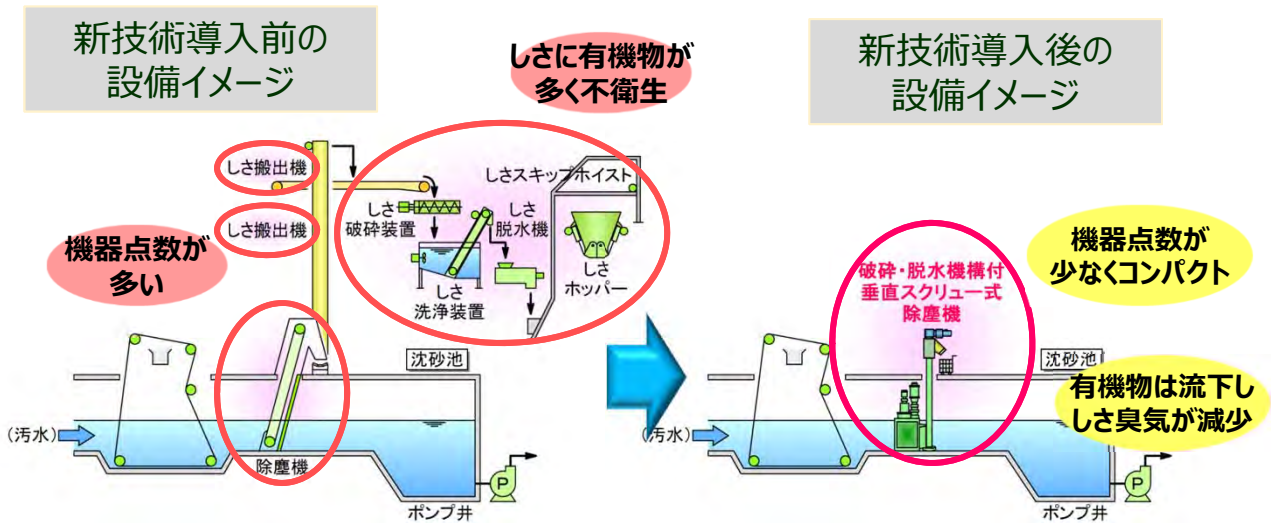 新技術導入前の
設備イメージ
しさに有機物が
多く不衛生
新技術導入後の
設備イメージ
しさ搬出機
しさ搬出機
機器点数が
多い
しさ
破砕装置
しさ
脱水機
しさ
洗浄装置
しさスキップホイスト
しさ
ホッパー
沈砂池
(汚水)
除塵機
P
ポンプ井
機器点数が
少なくコンパクト
破砕・脱水機構付
垂直スクリュー式
除塵機
沈砂池
有機物は流下し
しさ臭気が減少
(汚水)
P
ポンプ井